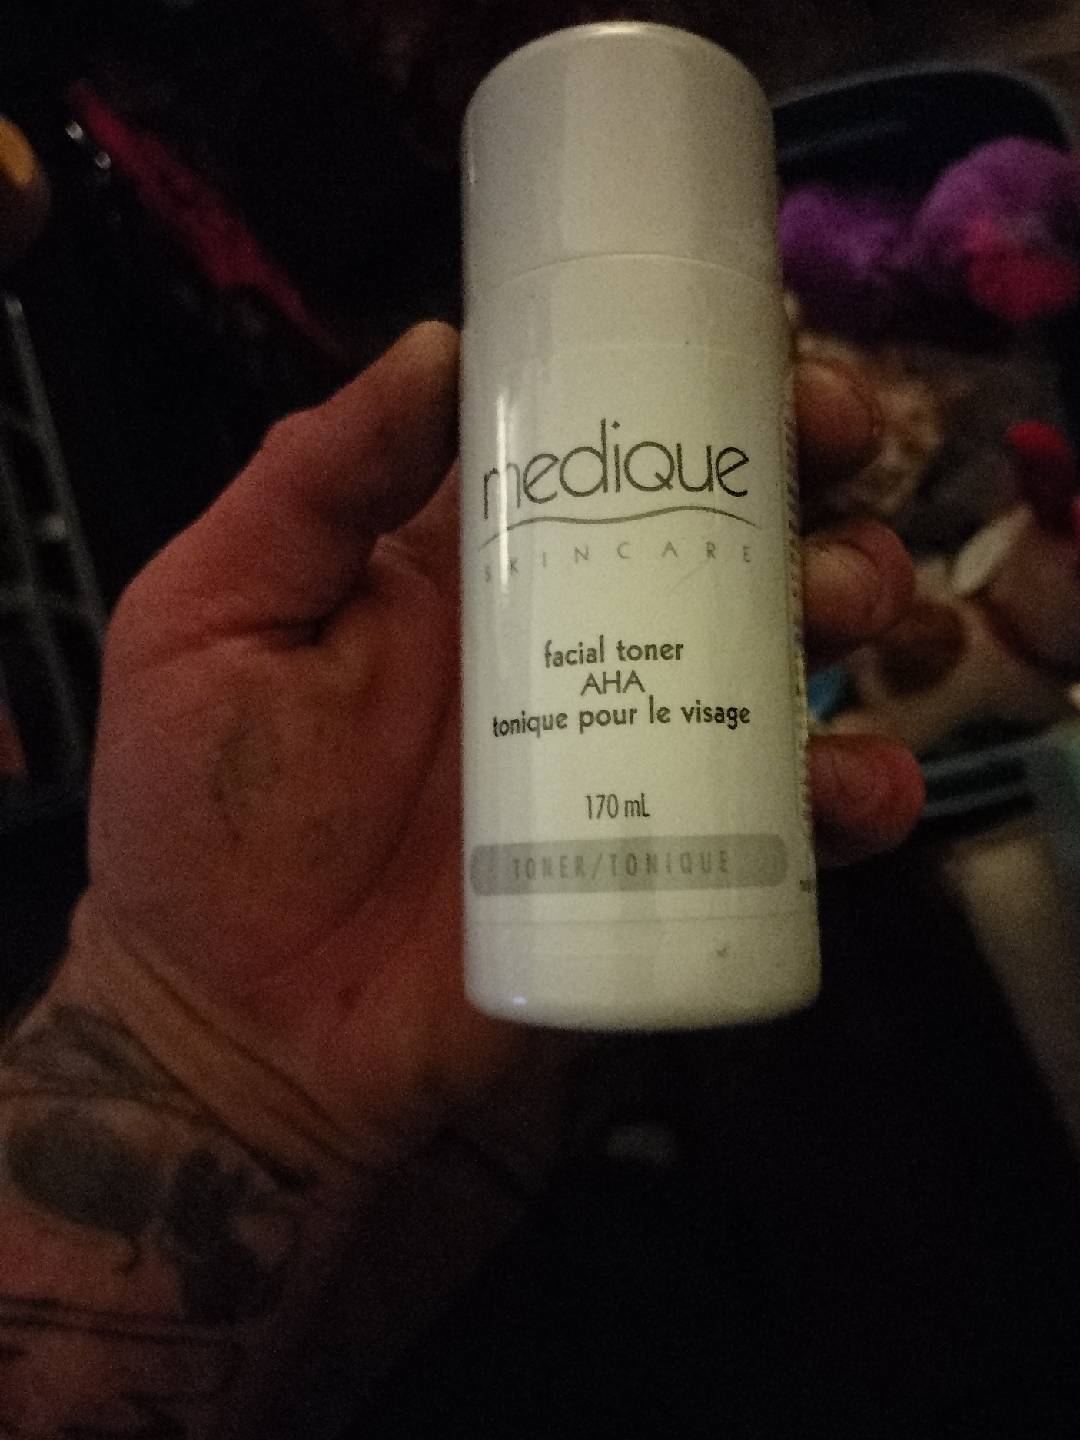 medique
SKINCARE
facial toner
AHA
tonique pour le visage
170 mL
TONER/TONIQUE